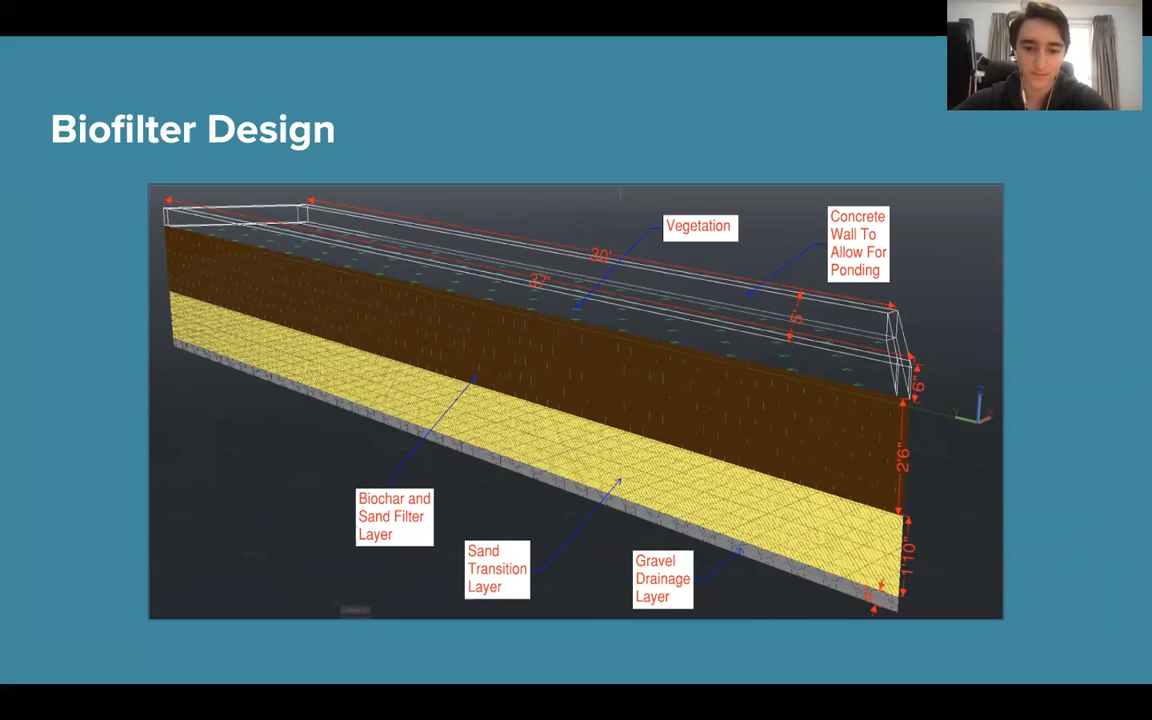 Biofilter Design
Vegetation
Concrete
Wall To
Allow For
Ponding
30'
37'
5'
6"
2'6"
1'10"
Biochar and
Sand Filter
Layer
Sand
Transition
Layer
Gravel
Drainage
Layer